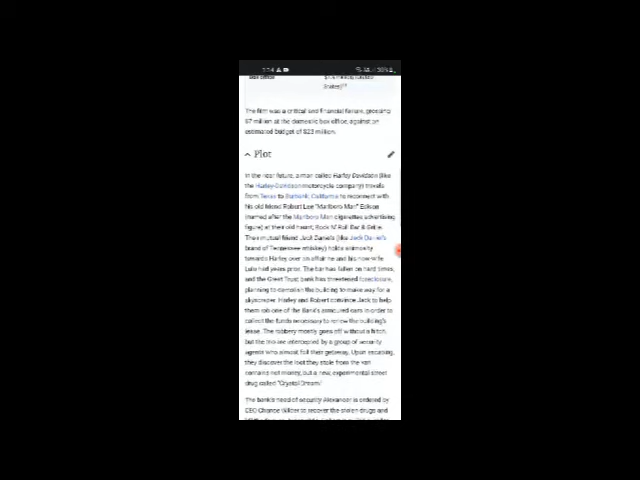 Box office
States)
The film was a critical and financial failure, grossing
$7 million at the domestic box office, against an
estimated budget of $23 million.
Plot
In the near future, a man called Harley Davidson (like
the Harley-Davidson motorcycle company) travels
from Texas to Burbank, California to reconnect with
his old friend Robert Lee "Marlboro Man" Edison
(named after the Marlboro Man cigarettes advertising
figure) at their old haunt, Rock N' Roll Bar & Grille.
Their mutual friend Jack Daniels (like Jack Daniel's
brand of Tennessee whiskey) holds animosity
towards Harley over an affair he and his now-wife
Lulu had years prior. The bar has fallen on hard times,
and the Great Trust bank has threatened foreclosure,
planning to demolish the building to make way for a
skyscraper. Harley and Robert convince Jack to help
them rob one of the Bank's armoured cars in order to
collect the funds necessary to renew the building's
lease. The robbery mostly goes off without a hitch,
but the trio are intercepted by a group of security
agents who almost foil their getaway. Upon escaping,
they discover the loot they stole from the van
contains not money, but a new, experimental street
drug called "Crystal Dream."
The bank's head of security Alexander is ordered by
CEO Chance Wilder to recover the stolen drugs and